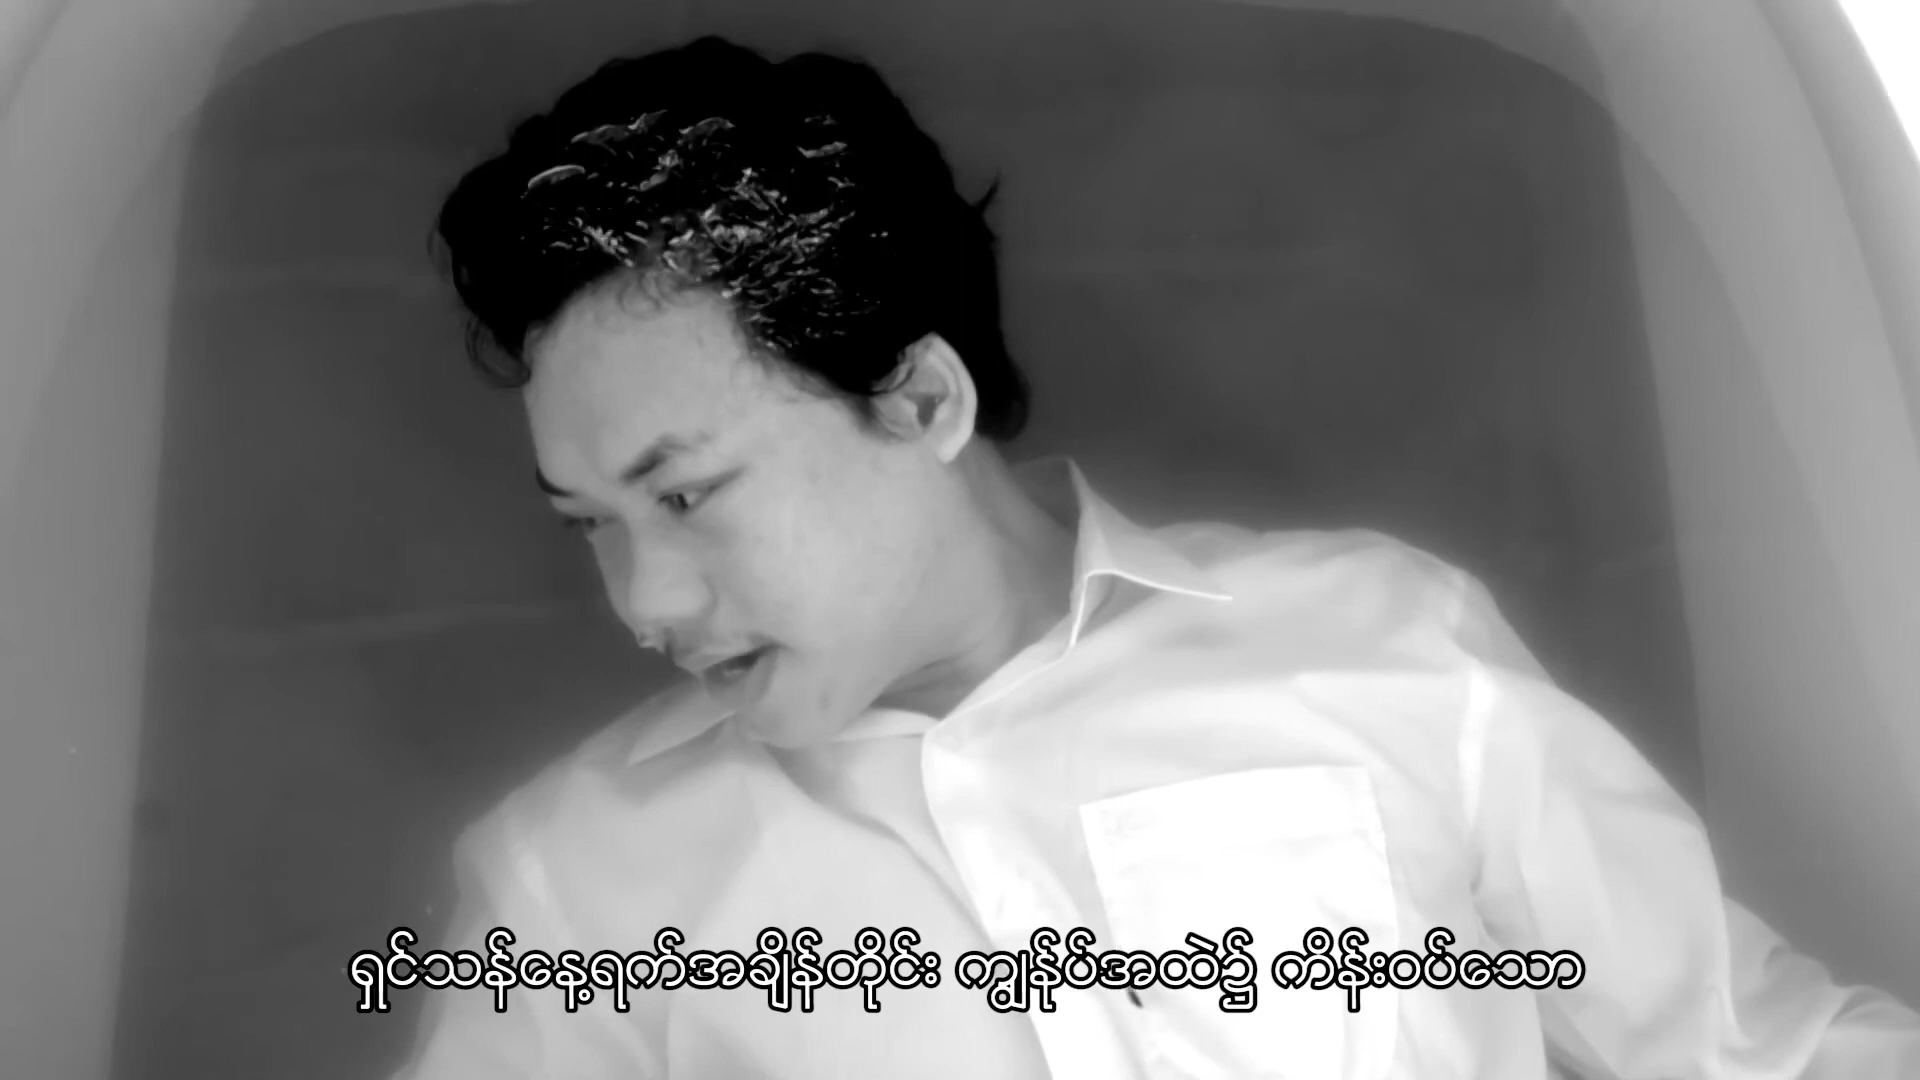 ရှင်သန်နေ့ရက်အချိန်တိုင်း ကျွန်ုပ်အထဲ၌ ကိန်းဝပ်သော